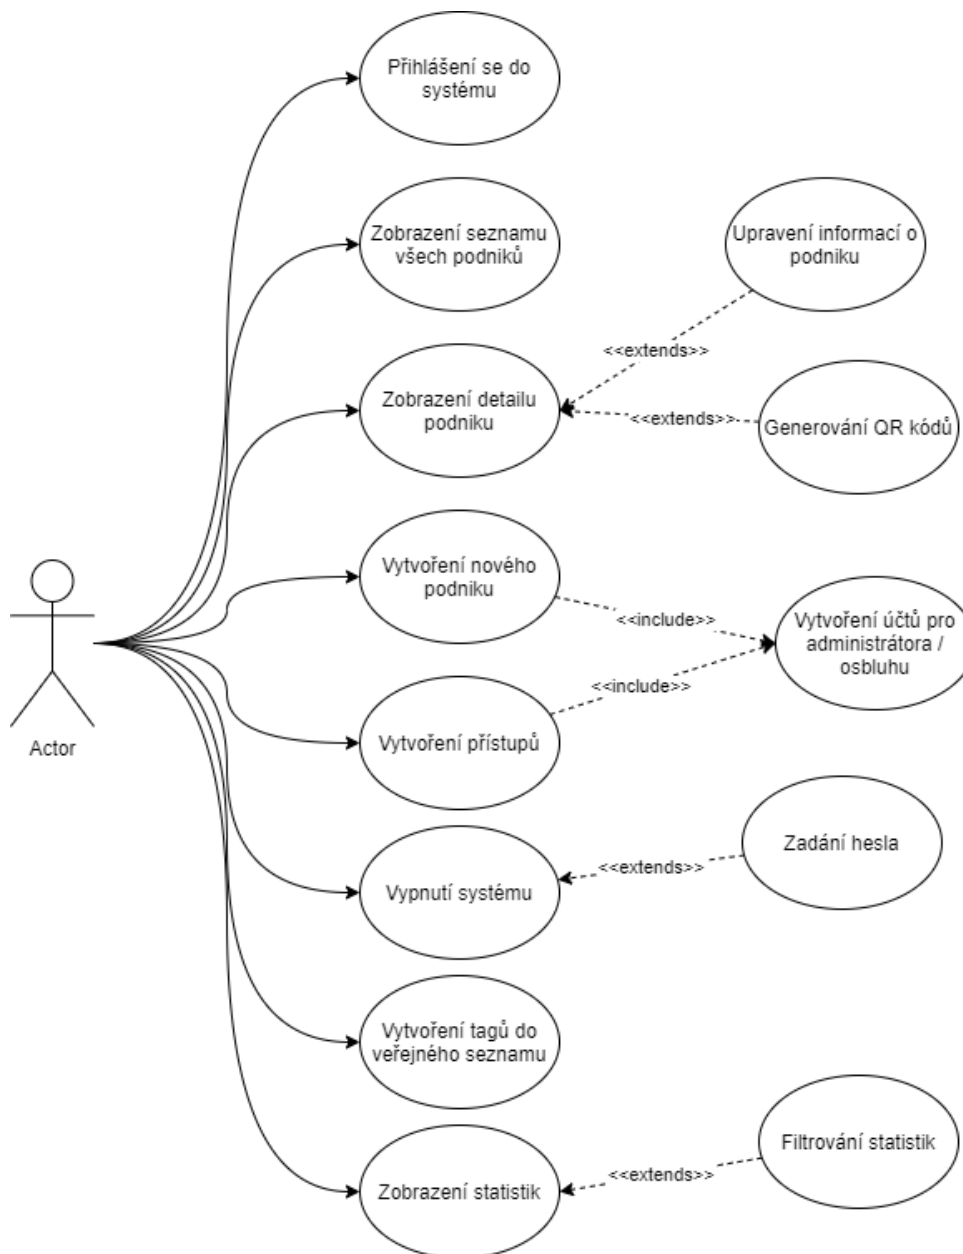 Přihlášení se do
systému
Zobrazení seznamu
všech podniků
Upravení informací o
podniku
<<extends>>
Zobrazení detailu
podniku
<<extends>>
Generování QR kódů
Vytvoření nového
podniku
<<include>>
Vytvoření účtů pro
administrátora /
osbluhu
<<include>>
Vytvoření přístupů
Actor
Zadání hesla
<<extends>>
Vypnutí systému
Vytvoření tagů do
veřejného seznamu
Filtrování statistik
<<extends>>
Zobrazení statistik